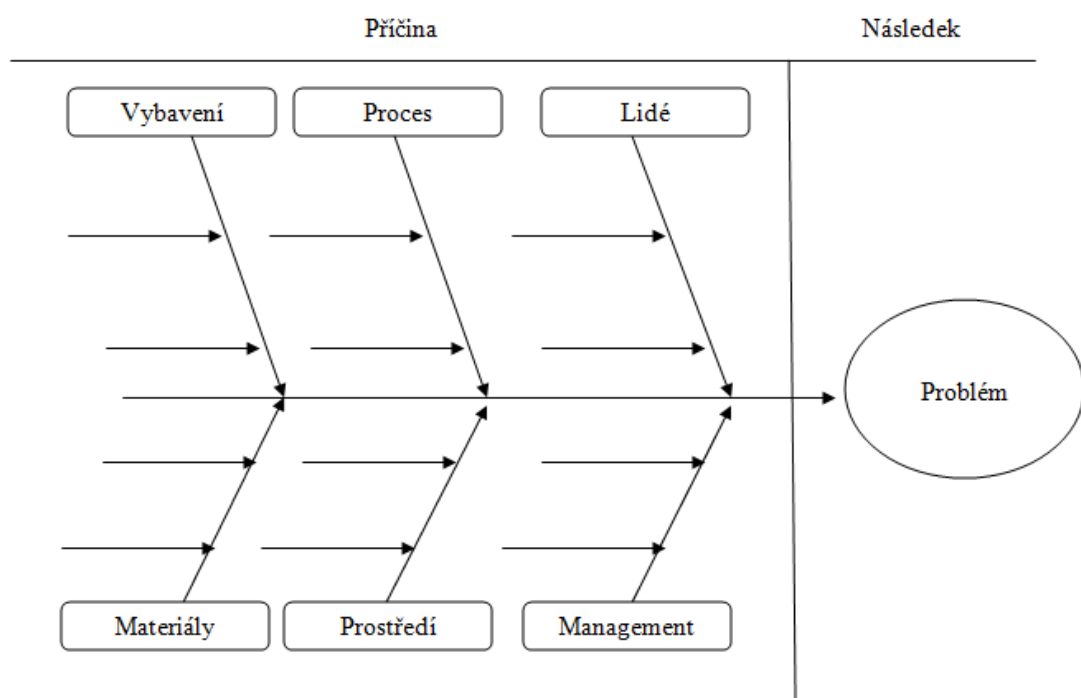 Příčina
Následek
Vybavení
Proces
Lidé
Problém
Materiály
Prostředí
Management